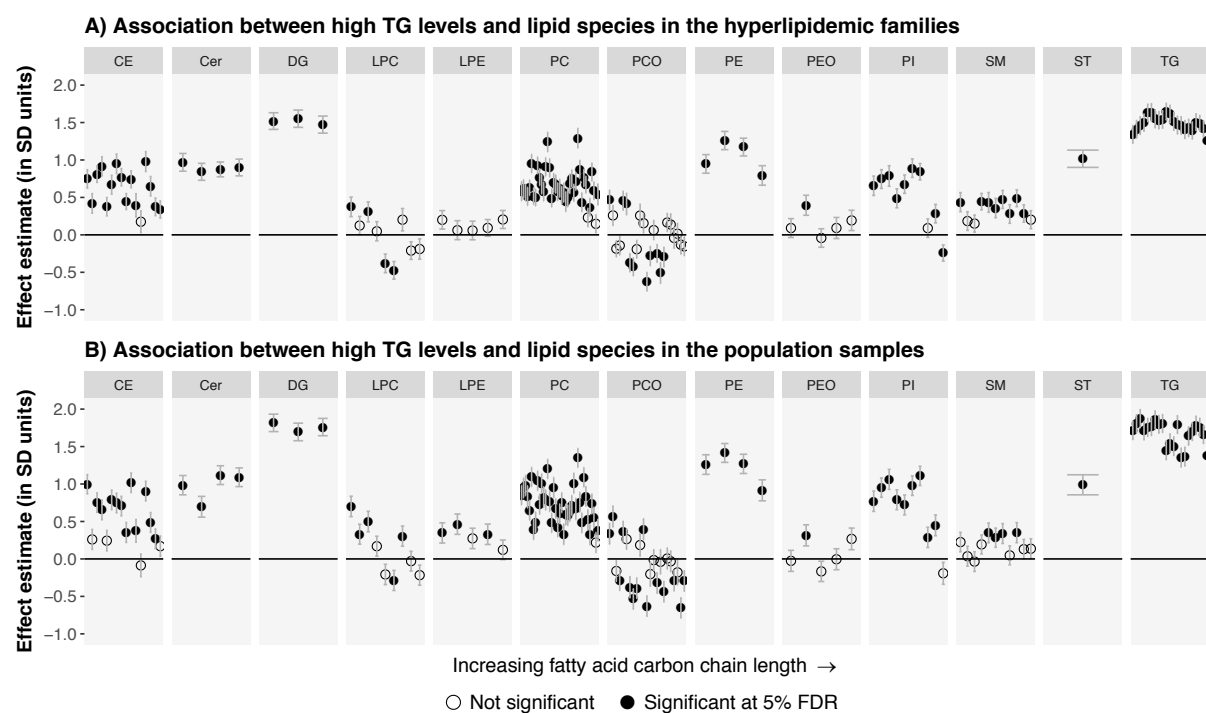 A) Association between high TG levels and lipid species in the hyperlipidemic families
CE Cer DG LPC LPE PC PCO PE PEO PI SM ST TG
2.0
1.5
1.0
0.5
0.0
−0.5
−1.0
Effect estimate (in SD units)
B) Association between high TG levels and lipid species in the population samples
CE Cer DG LPC LPE PC PCO PE PEO PI SM ST TG
2.0
1.5
1.0
0.5
0.0
−0.5
−1.0
Effect estimate (in SD units)
Increasing fatty acid carbon chain length →
Not significant Significant at 5% FDR